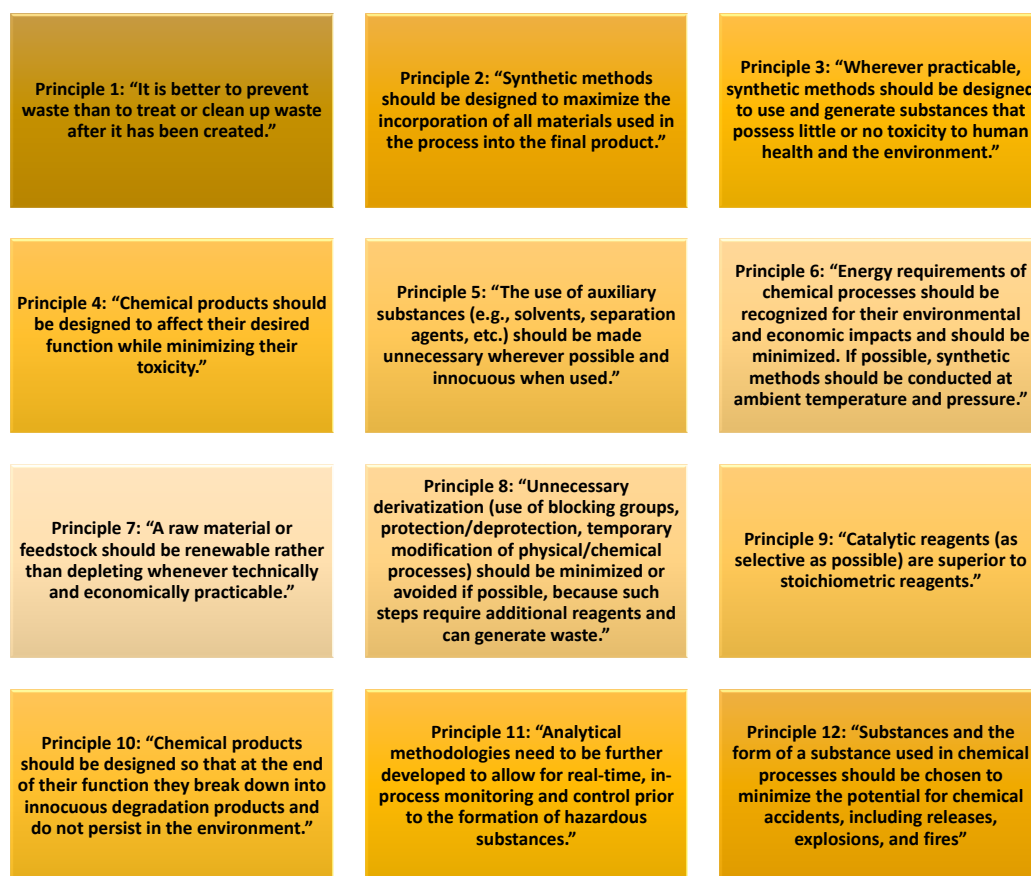 Principle 1: “It is better to prevent
waste than to treat or clean up waste
after it has been created.”
Principle 2: “Synthetic methods
should be designed to maximize the
incorporation of all materials used in
the process into the final product.”
Principle 3: “Wherever practicable,
synthetic methods should be designed
to use and generate substances that
possess little or no toxicity to human
health and the environment.”
Principle 4: “Chemical products should
be designed to affect their desired
function while minimizing their
toxicity.”
Principle 5: “The use of auxiliary
substances (e.g., solvents, separation
agents, etc.) should be made
unnecessary wherever possible and
innocuous when used.”
Principle 6: “Energy requirements of
chemical processes should be
recognized for their environmental
and economic impacts and should be
minimized. If possible, synthetic
methods should be conducted at
ambient temperature and pressure.”
Principle 7: “A raw material or
feedstock should be renewable rather
than depleting whenever technically
and economically practicable.”
Principle 8: “Unnecessary
derivatization (use of blocking groups,
protection/deprotection, temporary
modification of physical/chemical
processes) should be minimized or
avoided if possible, because such
steps require additional reagents and
can generate waste.”
Principle 9: “Catalytic reagents (as
selective as possible) are superior to
stoichiometric reagents.”
Principle 10: “Chemical products
should be designed so that at the end
of their function they break down into
innocuous degradation products and
do not persist in the environment.”
Principle 11: “Analytical
methodologies need to be further
developed to allow for real-time, in-
process monitoring and control prior
to the formation of hazardous
substances.”
Principle 12: “Substances and the
form of a substance used in chemical
processes should be chosen to
minimize the potential for chemical
accidents, including releases,
explosions, and fires”